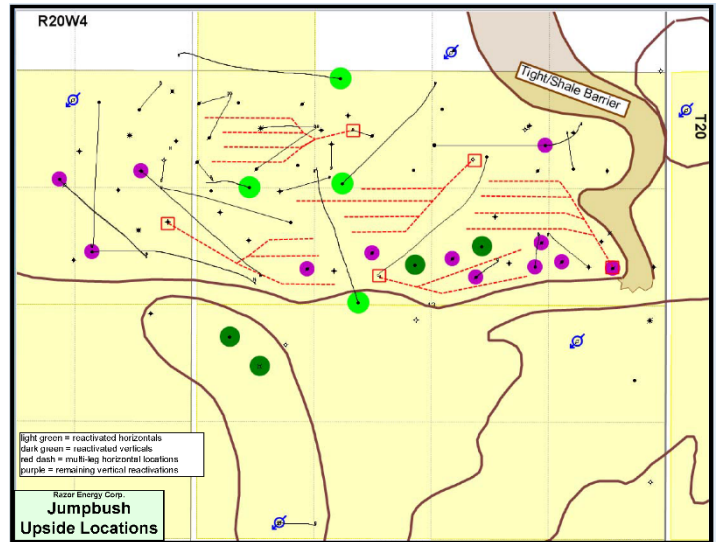 R20W4
Tight/Shale Barrier
T20
12
light green = reactivated horizontals
dark green = reactivated verticals
red dash = multi-leg horizontal locations
purple = remaining vertical reactivations
Razor Energy Corp.
Jumpbush
Upside Locations